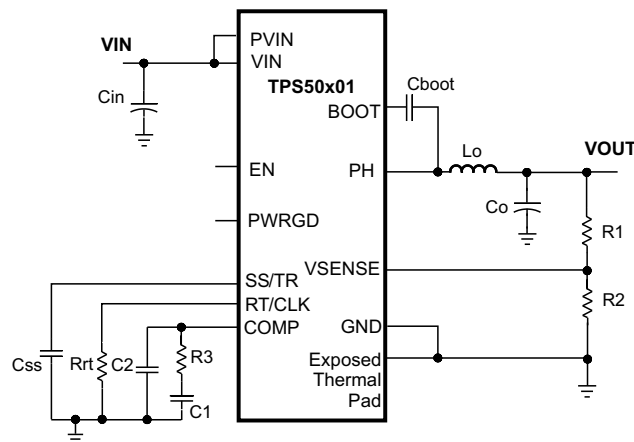 PVIN
VIN
VIN
TPS50x01
Cboot
Cin
BOOT
Lo
VOUT
EN
PH
Co
R1
PWRGD
VSENSE
SS/TR
R2
RT/CLK
COMP
GND
Css
Rrt
C2
R3
C1
Exposed
Thermal
Pad